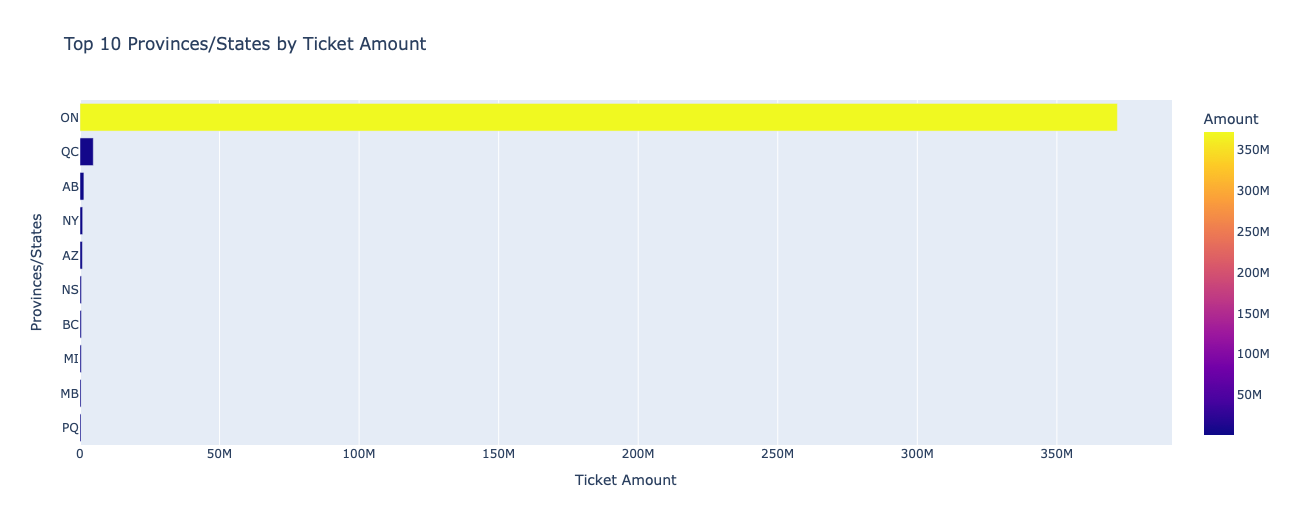 Top 10 Provinces/States by Ticket Amount
Provinces/States
ON
QC
AB
NY
AZ
NS
BC
MI
MB
PQ
0 50M 100M 150M 200M 250M 300M 350M
Ticket Amount
Amount
350M
300M
250M
200M
150M
100M
50M